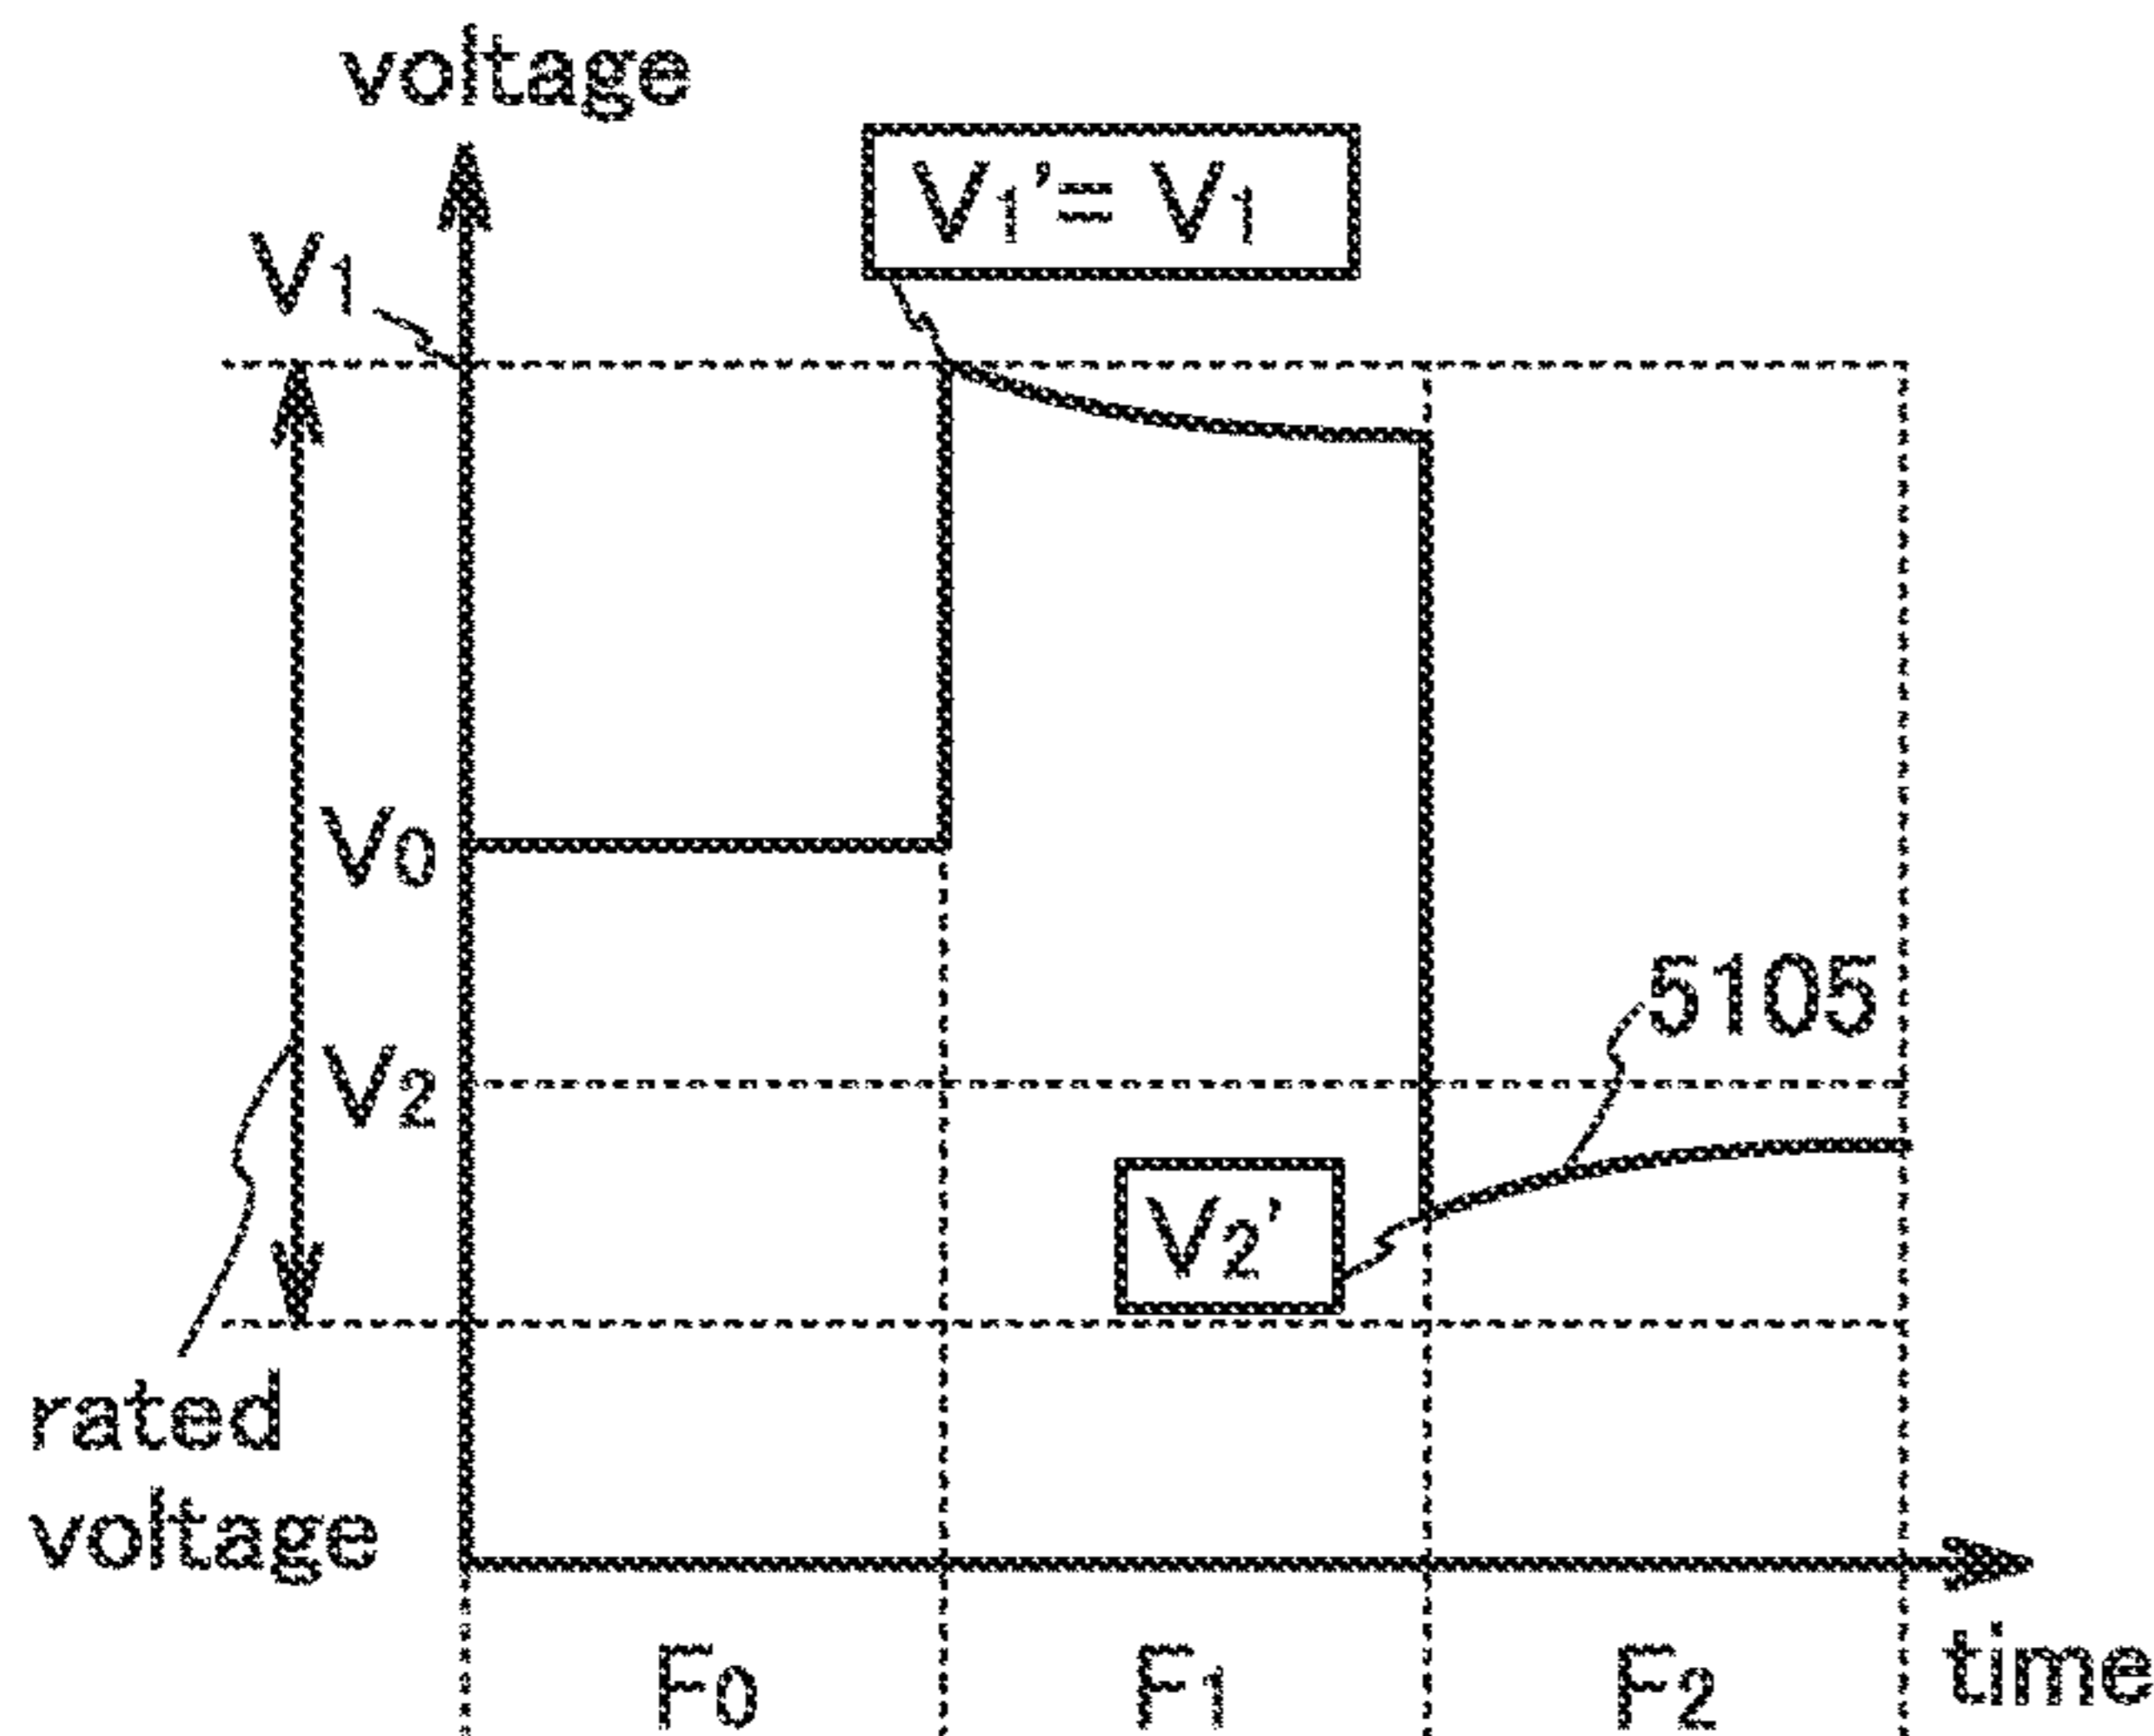 voltage
V₁'= V₁
V₁
V₀
5105
V₂
V₂'
rated
voltage
F₀
F₁
F₂
time